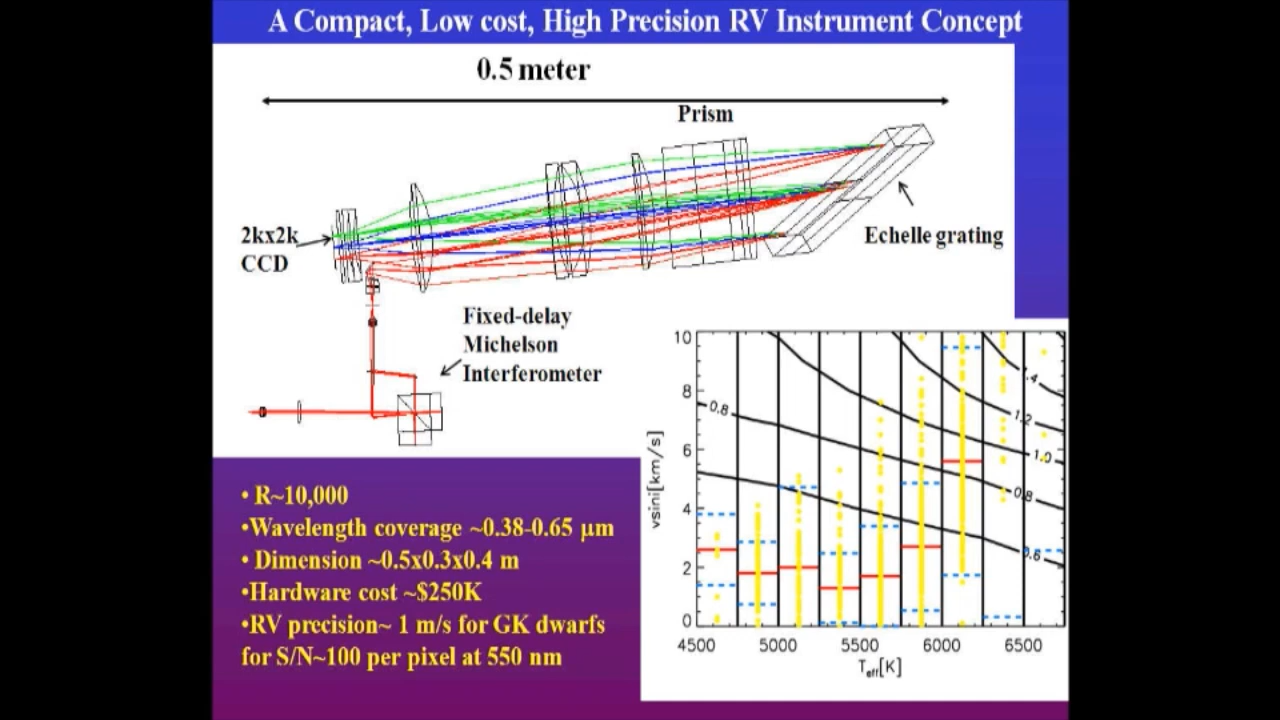 A Compact, Low cost, High Precision RV Instrument Concept
0.5 meter
Prism
2kx2k
CCD
Echelle grating
Fixed-delay
Michelson
Interferometer
• R~10,000
•Wavelength coverage ~0.38-0.65 μm
• Dimension ~0.5x0.3x0.4 m
•Hardware cost ~$250K
•RV precision~ 1 m/s for GK dwarfs
for S/N~100 per pixel at 550 nm
10
8
6
4
2
0
vsini[km/s]
0.8
1.4
1.2
1.0
0.8
0.6
4500 5000 5500 6000 6500
Teff[K]